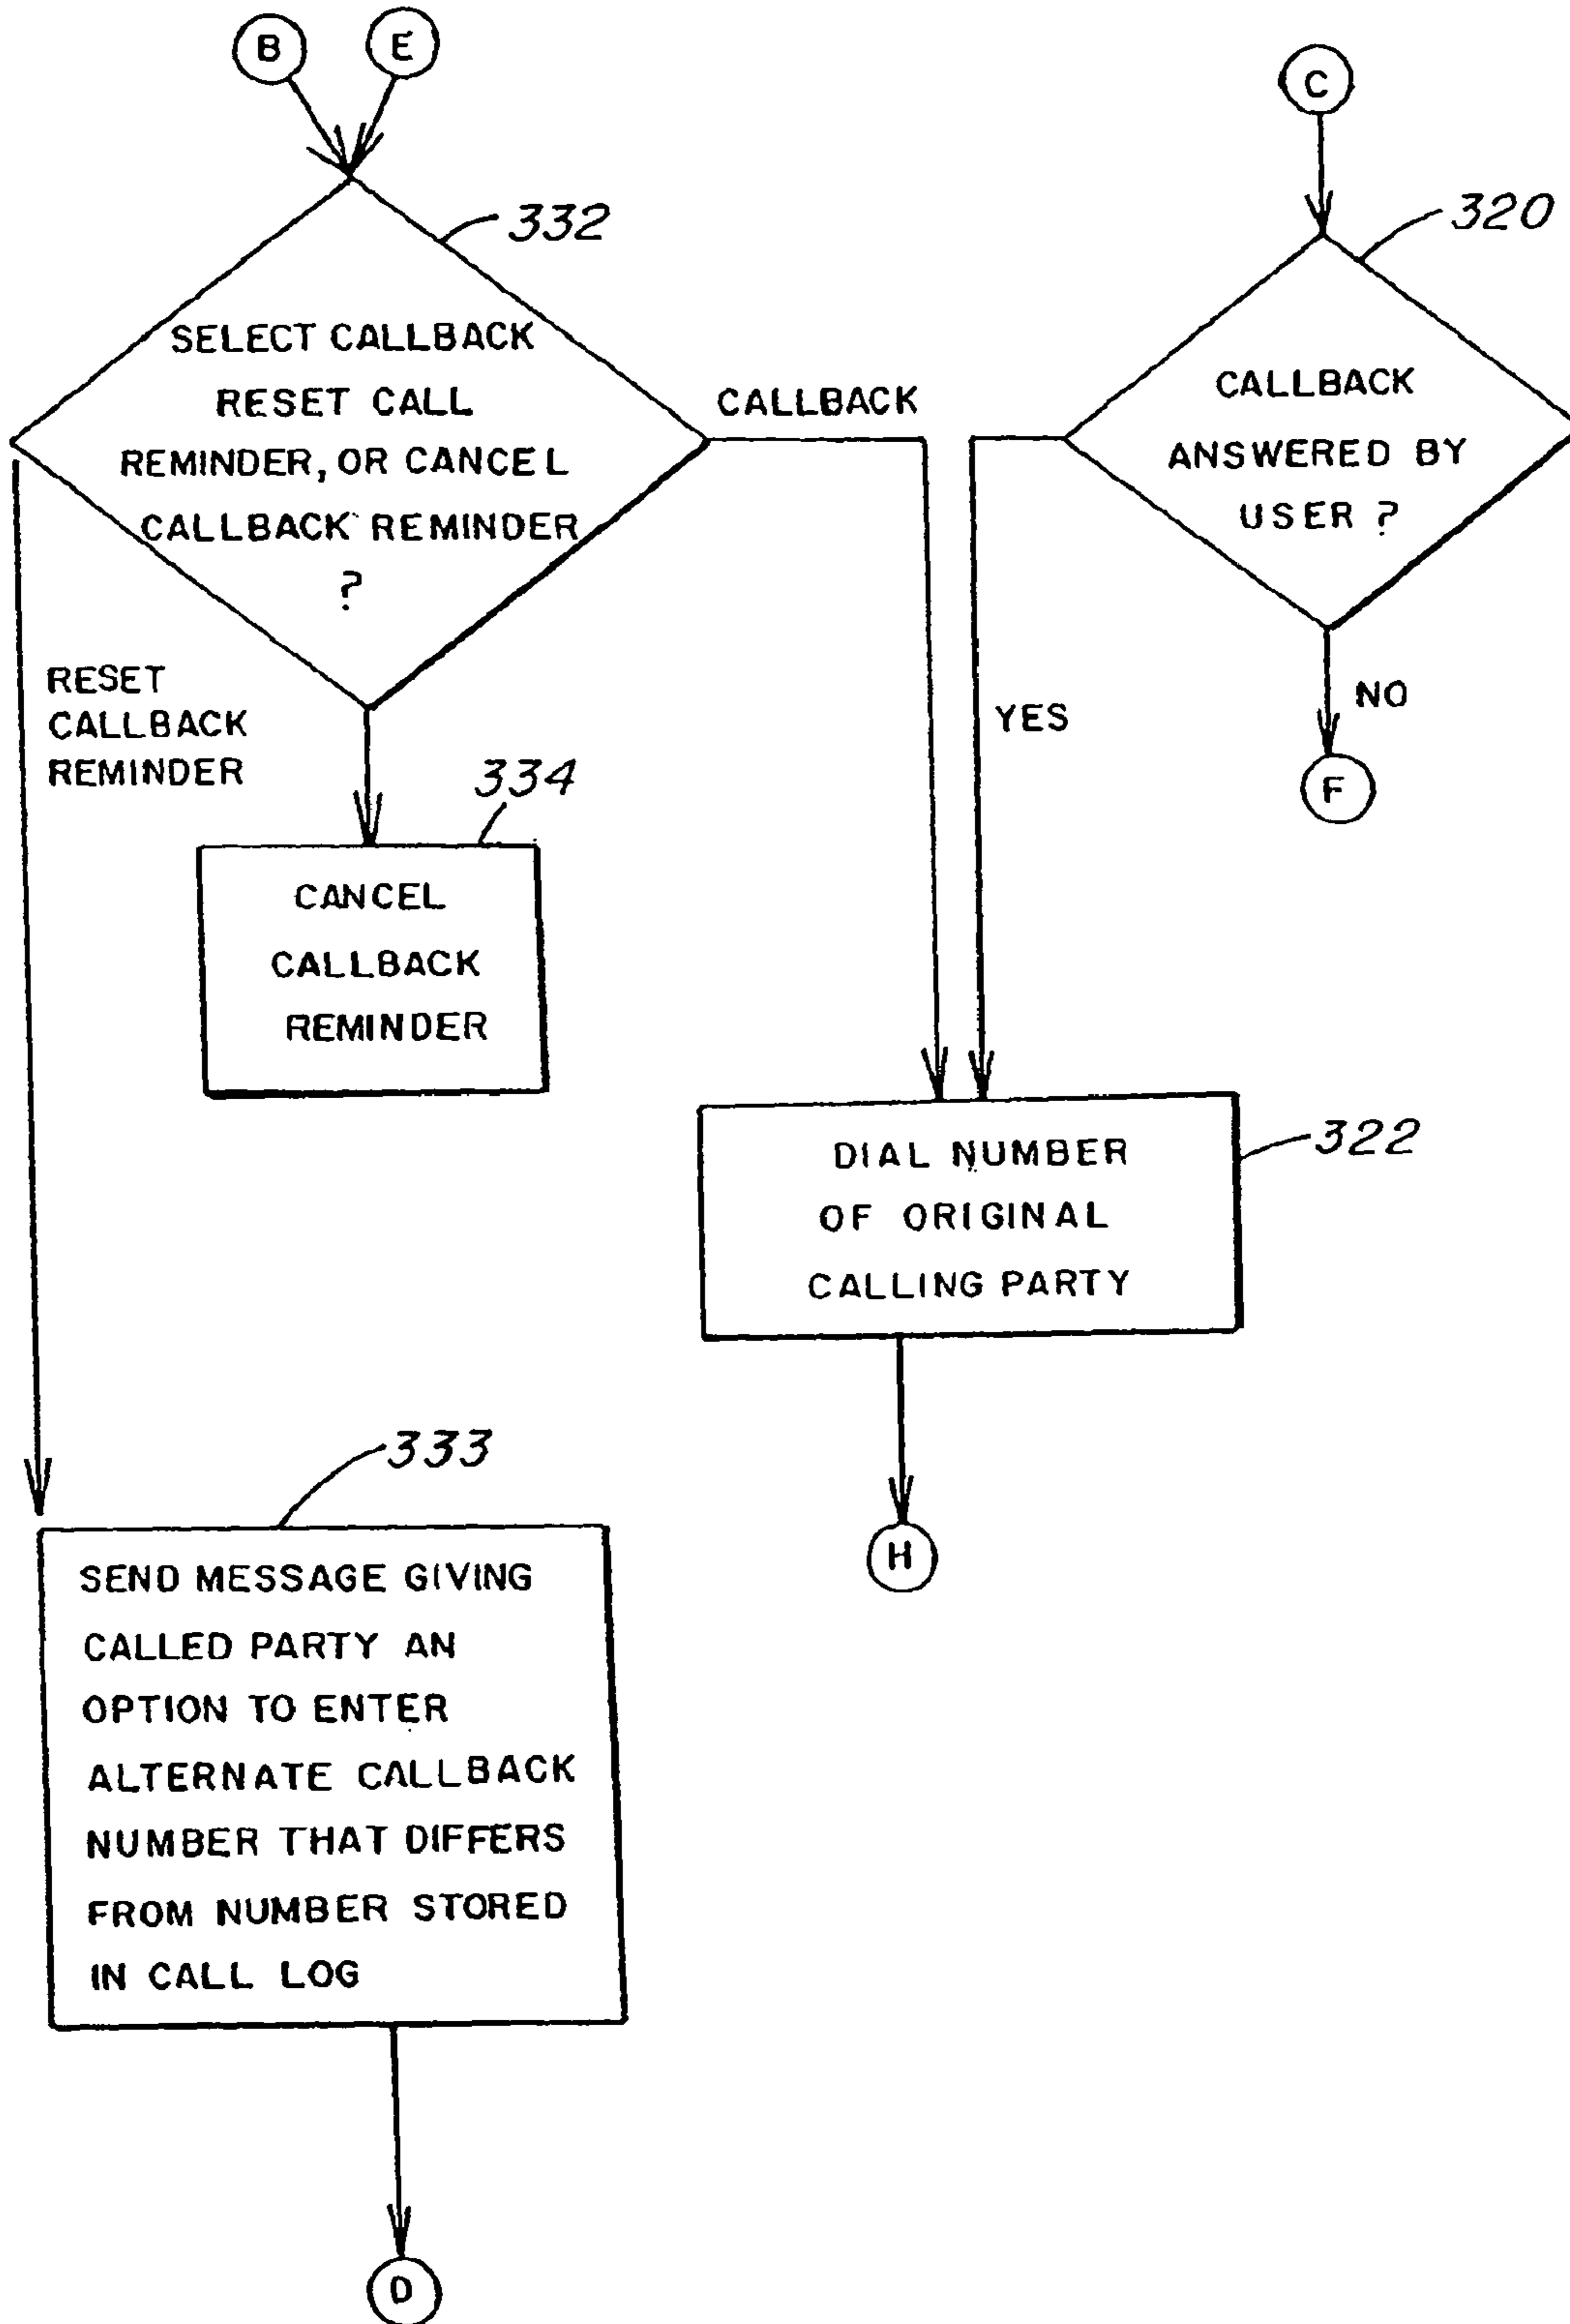 B
E
C
332
320
SELECT CALLBACK
RESET CALL
REMINDER, OR CANCEL
CALLBACK REMINDER
?
CALLBACK
CALLBACK
ANSWERED BY
USER ?
RESET
CALLBACK
REMINDER
YES
NO
F
334
CANCEL
CALLBACK
REMINDER
322
DIAL NUMBER
OF ORIGINAL
CALLING PARTY
H
333
SEND MESSAGE GIVING
CALLED PARTY AN
OPTION TO ENTER
ALTERNATE CALLBACK
NUMBER THAT DIFFERS
FROM NUMBER STORED
IN CALL LOG
D